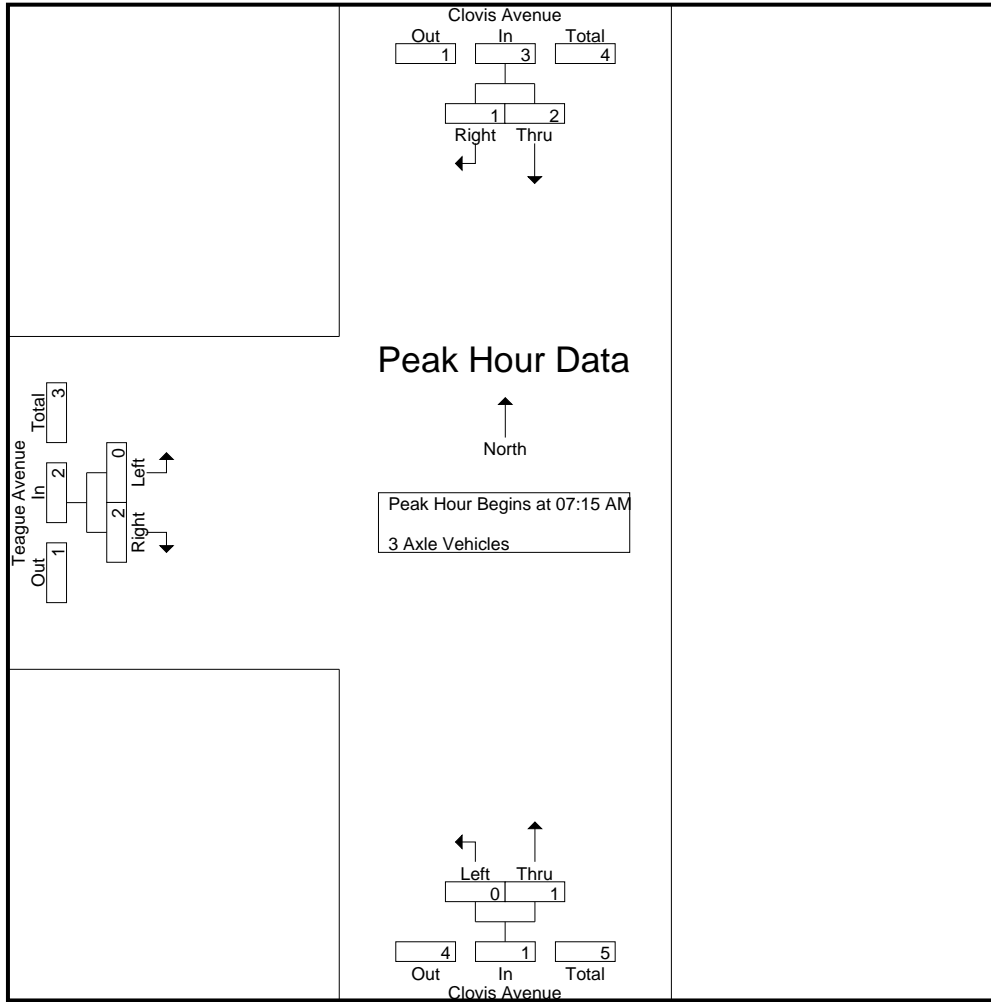 Clovis Avenue
Out In Total
1 3 4
1 2
Right Thru
Peak Hour Data
North
Teague Avenue
Out In Total
1 2 3
Right Left
2 0
Peak Hour Begins at 07:15 AM
3 Axle Vehicles
Left Thru
0 1
4 1 5
Out In Total
Clovis Avenue